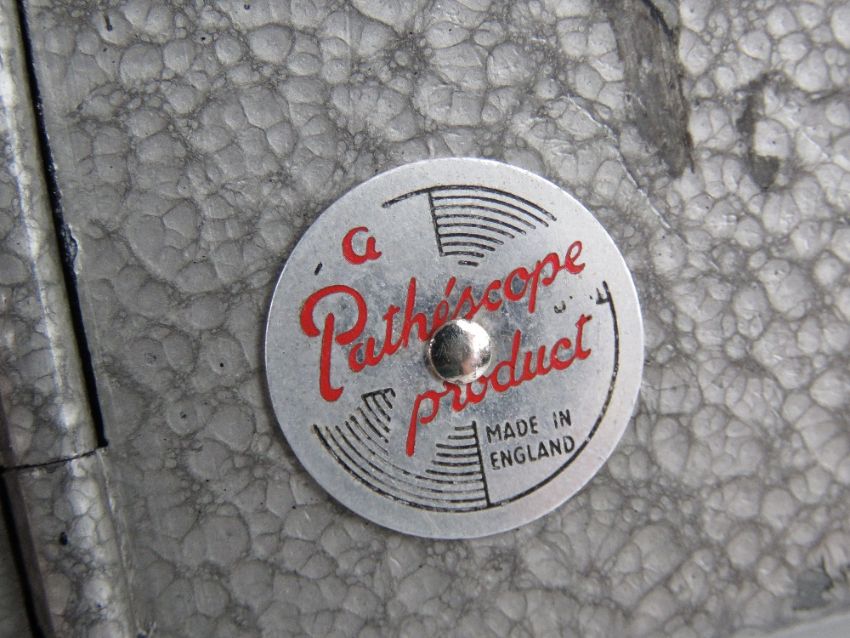 a
Pathéscope
product
MADE IN
ENGLAND